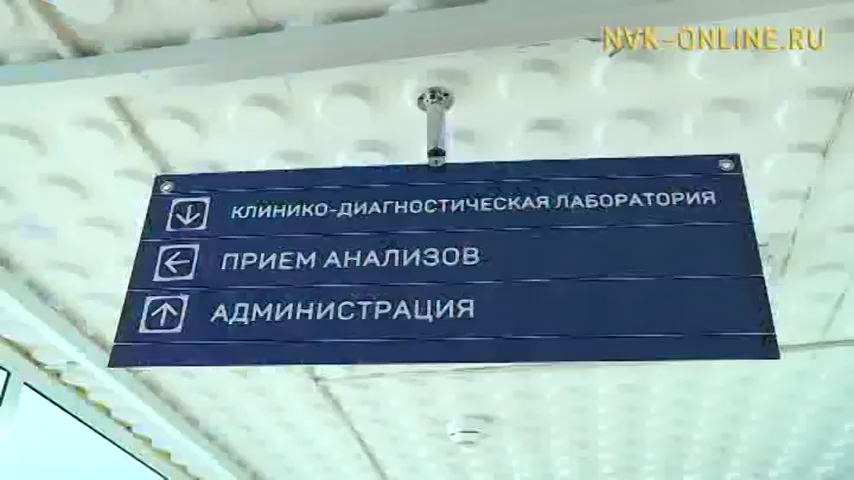 NVK-ONLINE.RU
КЛИНИКО-ДИАГНОСТИЧЕСКАЯ ЛАБОРАТОРИЯ
ПРИЕМ АНАЛИЗОВ
АДМИНИСТРАЦИЯ